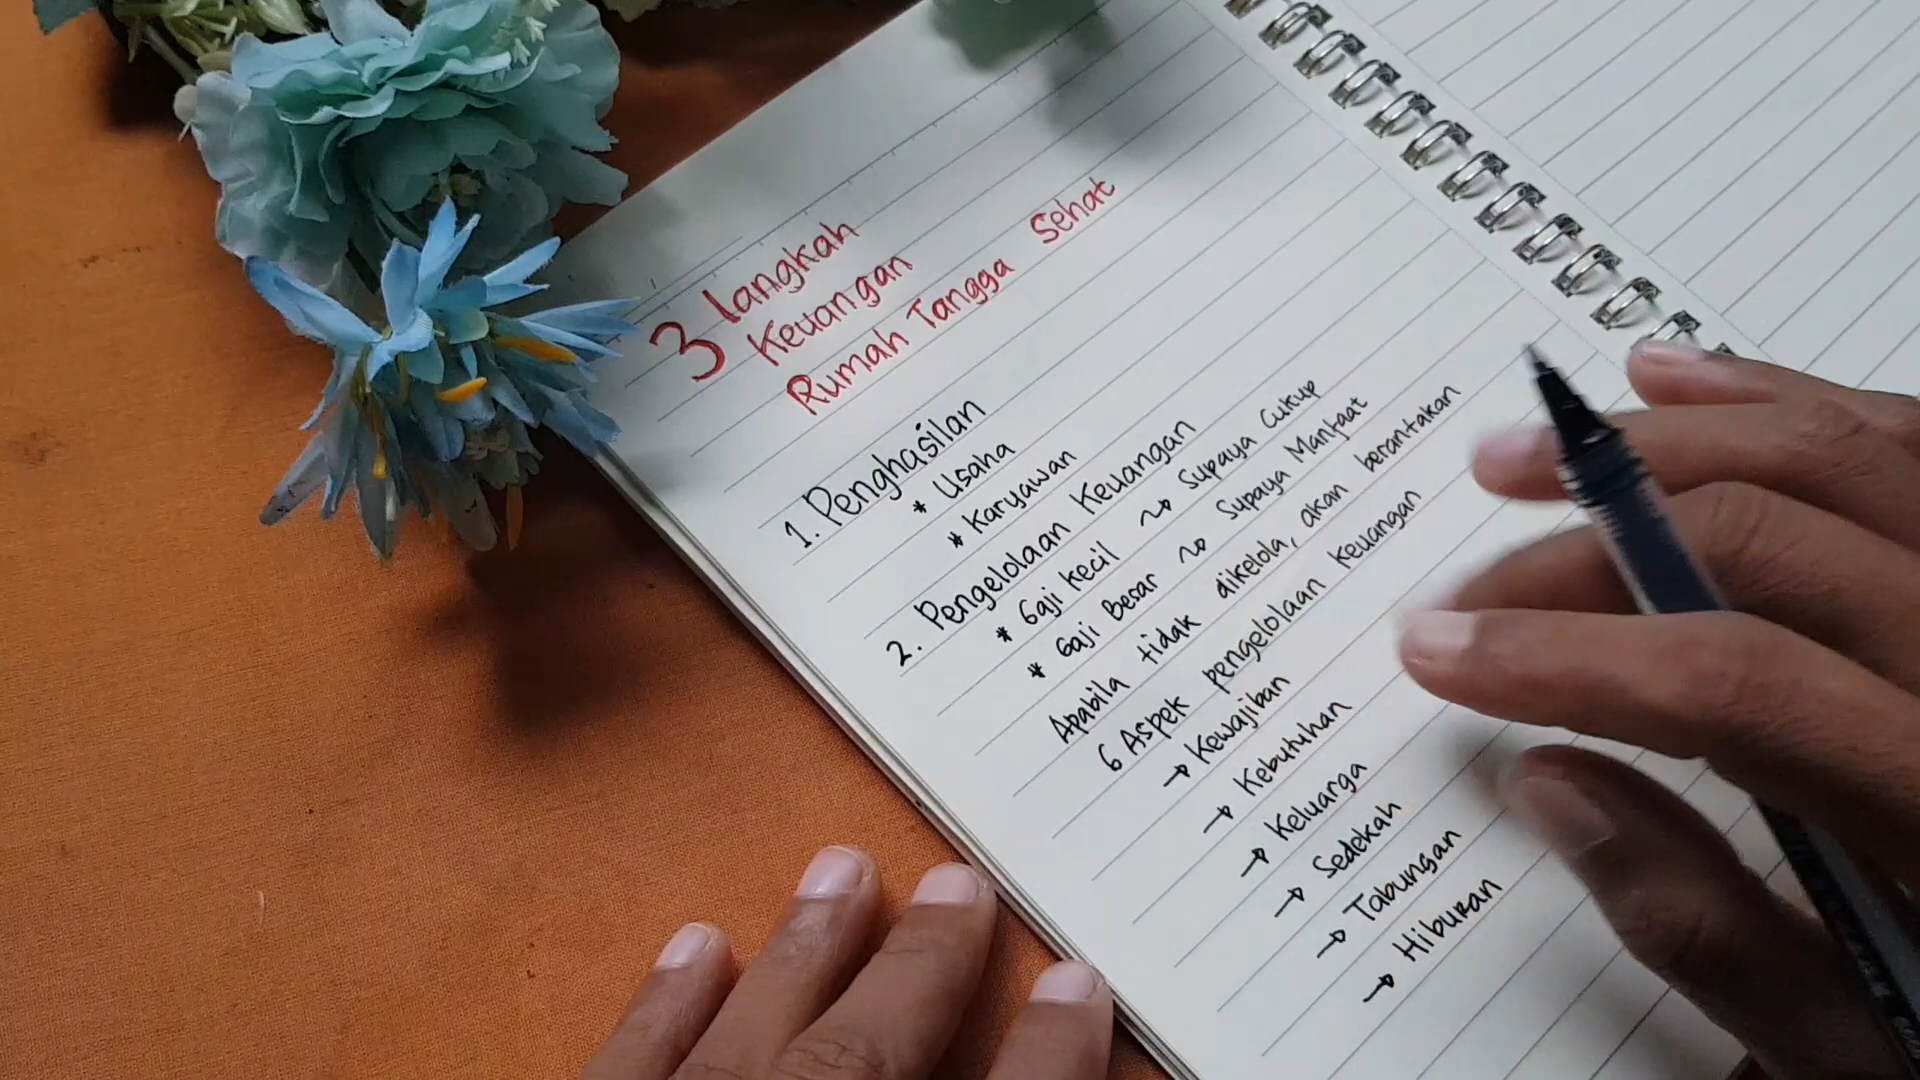 3 langkah
Keuangan
Rumah Tangga Sehat
1. Penghasilan
* Usaha
* Karyawan
2. Pengelolaan Keuangan
* Gaji kecil ~> Supaya Cukup
* Gaji Besar ~> Supaya Manfaat
Apabila tidak dikelola, akan berantakan
6 Aspek pengelolaan keuangan
→ Kewajiban
→ Kebutuhan
→ Keluarga
→ Sedekah
→ Tabungan
→ Hiburan